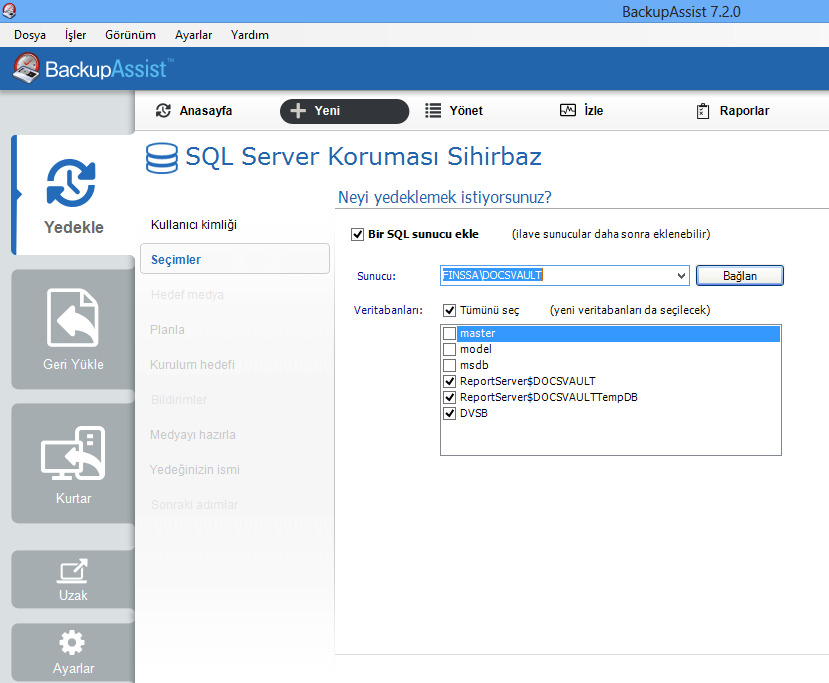 BackupAssist 7.2.0
Dosya İşler Görünüm Ayarlar Yardım
BackupAssist™
Anasayfa Yeni Yönet İzle Raporlar
SQL Server Koruması Sihirbaz
Yedekle
Geri Yükle
Kurtar
Uzak
Ayarlar
Kullanıcı kimliği
Seçimler
Hedef medya
Planla
Kurulum hedefi
Bildirimler
Medyayı hazırla
Yedeğinizin ismi
Sonraki adımlar
Neyi yedeklemek istiyorsunuz?
Bir SQL sunucu ekle (ilave sunucular daha sonra eklenebilir)
Sunucu: FINSSA\DOCSVAULT Bağlan
Veritabanları: Tümünü seç (yeni veritabanları da seçilecek)
master
model
msdb
ReportServer$DOCSVAULT
ReportServer$DOCSVAULTTempDB
DVSB